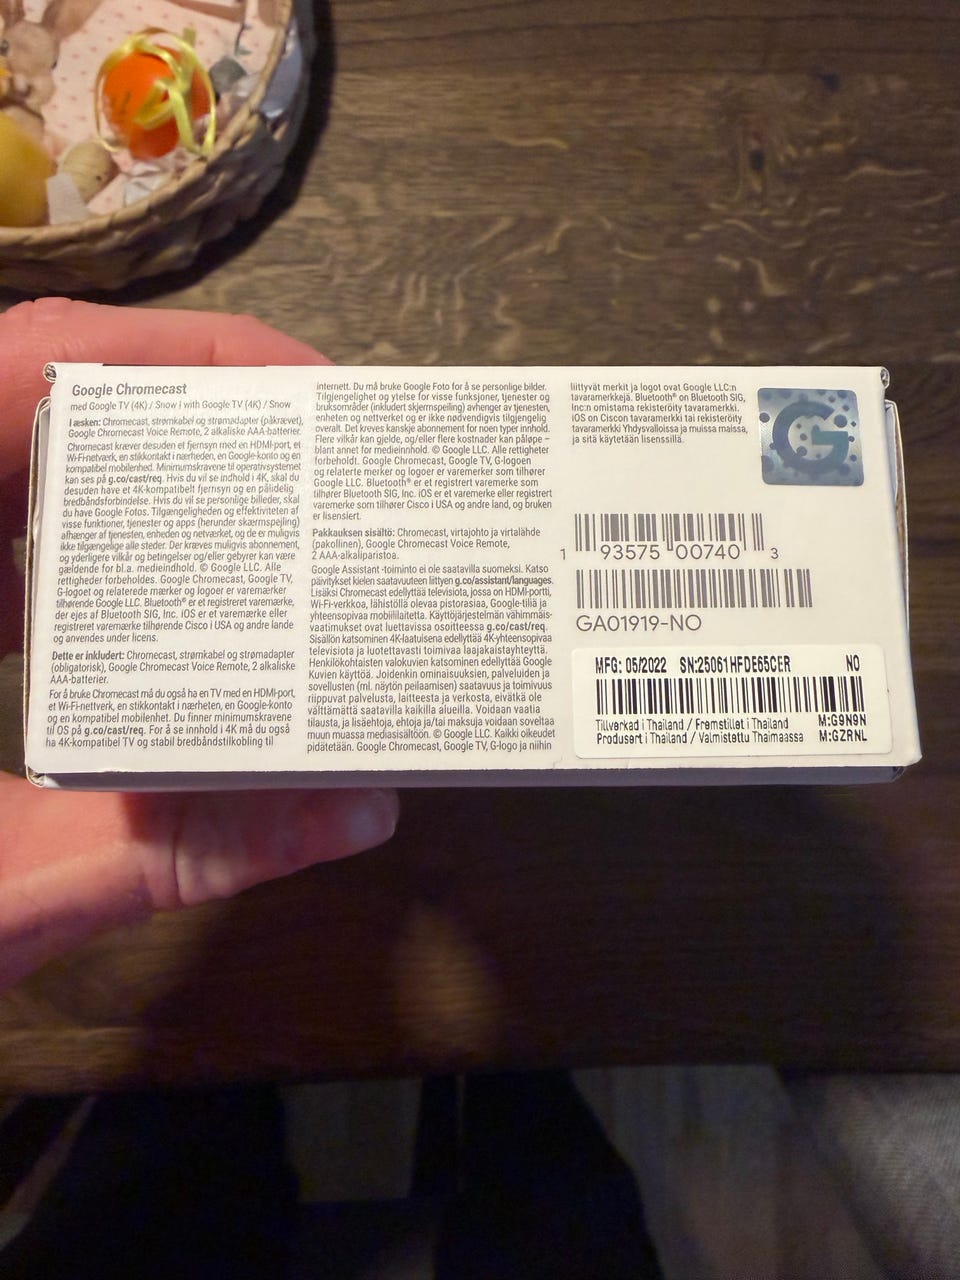 Google Chromecast
med Google TV (4K) / Snow / with Google TV (4K) / Snow
I æsken: Chromecast, strømkabel og strømadapter (påkrævet),
Google Chromecast Voice Remote, 2 alkaliske AAA-batterier.
Chromecast kræver desuden et fjernsyn med en HDMI-port, et
Wi-Fi-netværk, en stikkontakt i nærheden, en Google-konto og en
kompatibel mobilenhed. Minimumskravene til operativsystemet
kan ses på g.co/cast/req. Hvis du vil se indhold i 4K, skal du
desuden have et 4K-kompatibelt fjernsyn og en pålidelig
bredbåndsforbindelse. Hvis du vil se personlige billeder, skal
du have Google Fotos. Tilgængeligheden og effektiviteten af
visse funktioner, tjenester og apps (herunder skærmspejling)
afhænger af tjenesten, enheden og netværket, og de er muligvis
ikke tilgængelige alle steder. Der kræves muligvis abonnement,
og yderligere vilkår og betingelser og/eller gebyrer kan være
gældende for bl.a. medieindhold. © Google LLC. Alle
rettigheder forbeholdes. Google Chromecast, Google TV,
G-logoet og relaterede mærker og logoer er varemærker
tilhørende Google LLC. Bluetooth® er et registreret varemærke,
der ejes af Bluetooth SIG, Inc. iOS er et varemærke eller
registreret varemærke tilhørende Cisco i USA og andre lande
og anvendes under licens.
Dette er inkludert: Chromecast, strømkabel og strømadapter
(obligatorisk), Google Chromecast Voice Remote, 2 alkaliske
AAA-batterier.
For å bruke Chromecast må du også ha en TV med en HDMI-port,
et Wi-Fi-nettverk, en stikkontakt i nærheten, en Google-konto
og en kompatibel mobilenhet. Du finner minimumskravene
til OS på g.co/cast/req. For å se innhold i 4K må du også
ha 4K-kompatibel TV og stabil bredbåndstilkobling til
internett. Du må bruke Google Foto for å se personlige bilder.
Tilgjengelighet og ytelse for visse funksjoner, tjenester og
bruksområder (inkludert skjermspeiling) avhenger av tjenesten,
enheten og nettverket og er ikke nødvendigvis tilgjengelig
overalt. Det kreves kanskje abonnement for noen typer innhold.
Flere vilkår kan gjelde, og/eller flere kostnader kan påløpe –
blant annet for medieinnhold. © Google LLC. Alle rettigheter
forbeholdt. Google Chromecast, Google TV, G-logoen
og relaterte merker og logoer er varemerker som tilhører
Google LLC. Bluetooth® er et registrert varemerke som
tilhører Bluetooth SIG, Inc. iOS er et varemerke eller registrert
varemerke som tilhører Cisco i USA og andre land, og bruken
er lisensiert.
Pakkauksen sisältö: Chromecast, virtajohto ja virtalähde
(pakollinen), Google Chromecast Voice Remote,
2 AAA-alkaliparistoa.
Google Assistant -toiminto ei ole saatavilla suomeksi. Katso
päivitykset kielen saatavuuteen liittyen g.co/assistant/languages.
Lisäksi Chromecast edellyttää televisiota, jossa on HDMI-portti,
Wi-Fi-verkkoa, lähistöllä olevaa pistorasiaa, Google-tiliä ja
yhteensopivaa mobiililaitetta. Käyttöjärjestelmän vähimmäis-
vaatimukset ovat luettavissa osoitteessa g.co/cast/req.
Sisällön katsominen 4K-laatuisena edellyttää 4K-yhteensopivaa
televisiota ja luotettavasti toimivaa laajakaistayhteyttä.
Henkilökohtaisten valokuvien katsominen edellyttää Google
Kuvien käyttöä. Joidenkin ominaisuuksien, palveluiden ja
sovellusten (ml. näytön peilaamisen) saatavuus ja toimivuus
riippuvat palvelusta, laitteesta ja verkosta, eivätkä ole
välttämättä saatavilla kaikilla alueilla. Voidaan vaatia
tilausta, ja lisäehtoja, ehtoja ja/tai maksuja voidaan soveltaa
muun muassa mediasisältöön. © Google LLC. Kaikki oikeudet
pidätetään. Google Chromecast, Google TV, G-logo ja niihin
liittyvät merkit ja logot ovat Google LLC:n
tavaramerkkejä. Bluetooth® on Bluetooth SIG,
Inc:n omistama rekisteröity tavaramerkki.
iOS on Ciscon tavaramerkki tai rekisteröity
tavaramerkki Yhdysvalloissa ja muissa maissa,
ja sitä käytetään lisenssillä.
G
1 93575 00740 3
GA01919-NO
MFG: 05/2022 SN:25061HFDE65CER NO
Tillverkad i Thailand / Fremstillet i Thailand M:G9N9N
Produsert i Thailand / Valmistettu Thaimaassa M:GZRNL